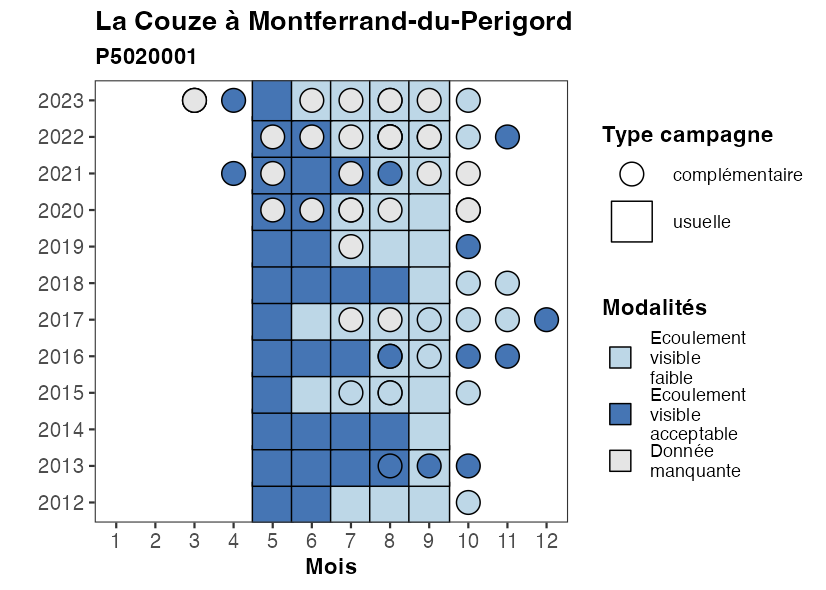 La Couze à Montferrand-du-Perigord
P5020001
2023
2022
2021
2020
2019
2018
2017
2016
2015
2014
2013
2012
1 2 3 4 5 6 7 8 9 10 11 12
Mois
Type campagne
complémentaire
usuelle
Modalités
Ecoulement
visible
faible
Ecoulement
visible
acceptable
Donnée
manquante